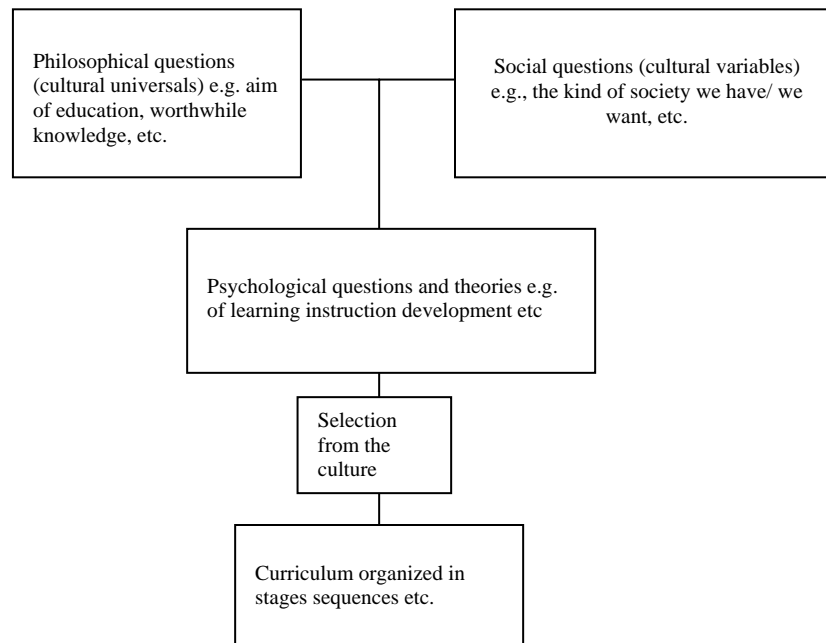 Philosophical questions
(cultural universals) e.g. aim
of education, worthwhile
knowledge, etc.
Social questions (cultural variables)
e.g., the kind of society we have/ we
want, etc.
Psychological questions and theories e.g.
of learning instruction development etc
Selection
from the
culture
Curriculum organized in
stages sequences etc.